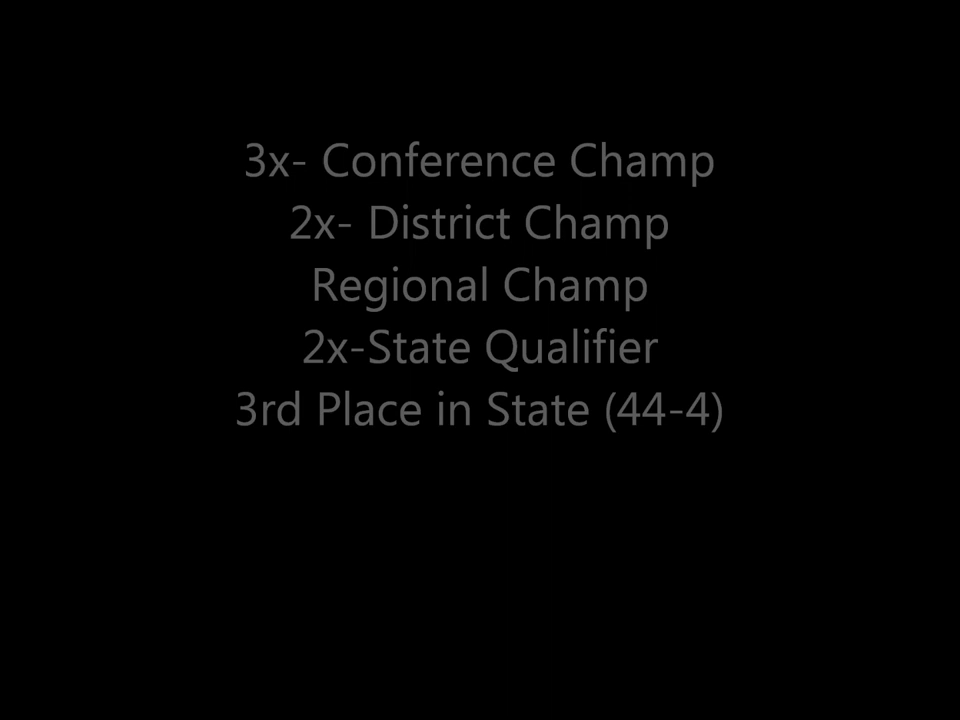 3x- Conference Champ
2x- District Champ
Regional Champ
2x-State Qualifier
3rd Place in State (44-4)